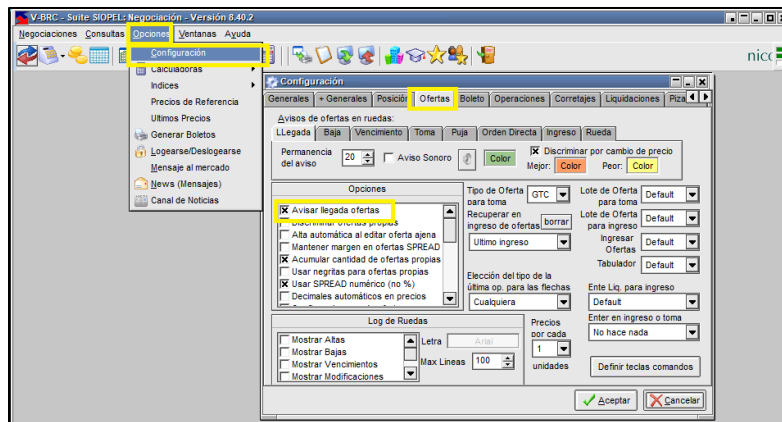 V-BRC - Suite SIOPEL: Negociación - Versión 8.40.2
Negociaciones Consultas Opciones Ventanas Ayuda
Configuración
Calculadoras
Indices
Precios de Referencia
Ultimos Precios
Generar Boletos
Logearse/Deslogearse
Mensaje al mercado
News (Mensajes)
Canal de Noticias
Configuración
Generales + Generales Posición Ofertas Boleto Operaciones Corretajes Liquidaciones Piza
Avisos de ofertas en ruedas:
LLegada Baja Vencimiento Toma Puja Orden Directa Ingreso Rueda
Permanencia del aviso 20 Aviso Sonoro Color
Discriminar por cambio de precio
Mejor: Color Peor: Color
Opciones
Avisar llegada ofertas
Discriminar ofertas propias
Alta automática al editar oferta ajena
Mantener margen en ofertas SPREAD
Acumular cantidad de ofertas propias
Usar negritas para ofertas propias
Usar SPREAD numérico (no %)
Decimales automáticos en precios
Tipo de Oferta para toma GTC
Recuperar en ingreso de ofertas borrar
Ultimo ingreso
Elección del tipo de la última op. para las flechas
Cualquiera
Lote de Oferta para toma Default
Lote de Oferta para ingreso Default
Ingresar Ofertas Default
Tabulador Default
Ente Liq. para ingreso
Default
Enter en ingreso o toma
No hace nada
Log de Ruedas
Mostrar Altas
Mostrar Bajas
Mostrar Vencimientos
Mostrar Modificaciones
Letra Arial
Max Lineas 100
Precios por cada
1
unidades
Definir teclas comandos
Aceptar Cancelar